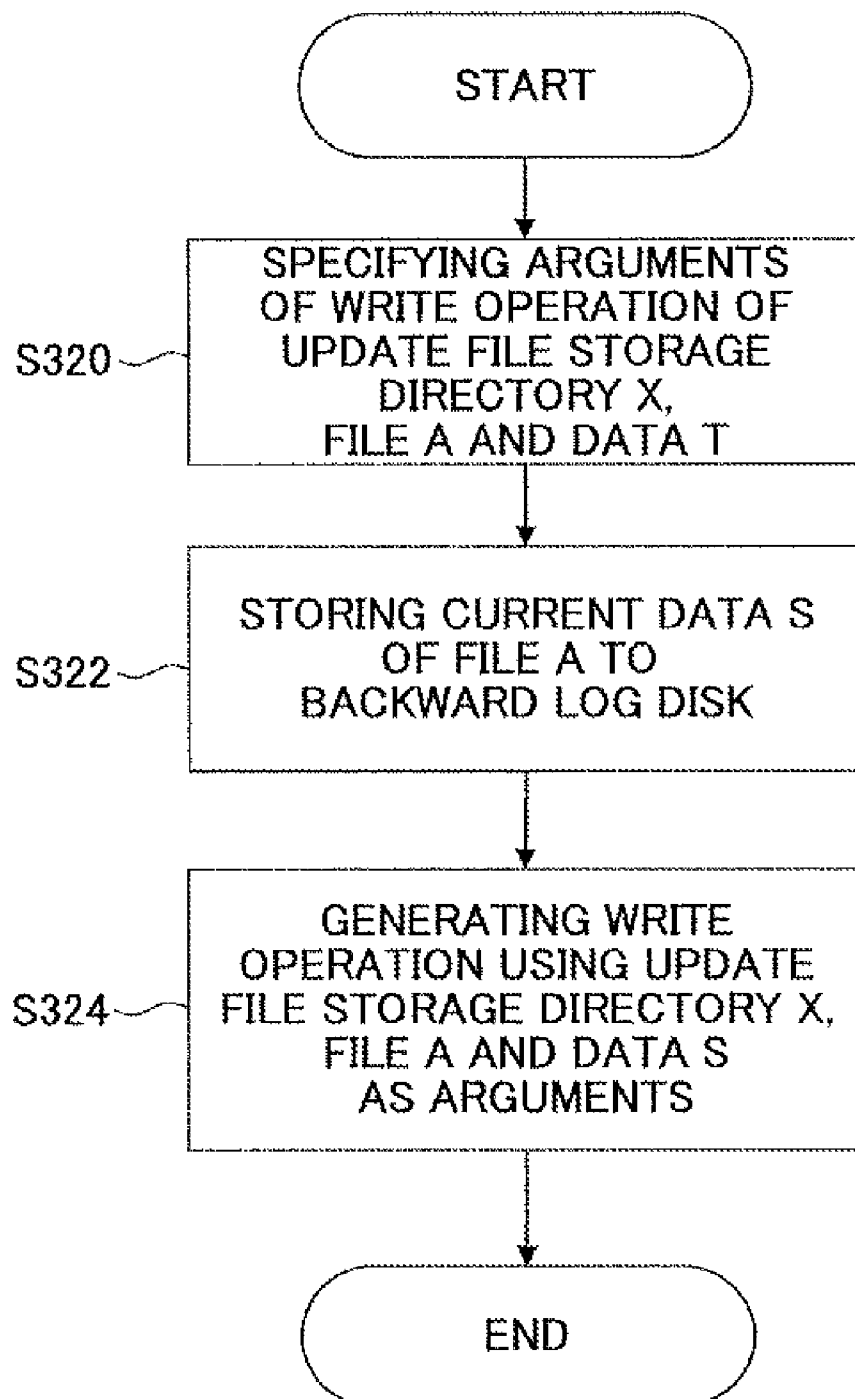 START
SPECIFYING ARGUMENTS
OF WRITE OPERATION OF
UPDATE FILE STORAGE
DIRECTORY X,
FILE A AND DATA T
S320
STORING CURRENT DATA S
OF FILE A TO
BACKWARD LOG DISK
S322
GENERATING WRITE
OPERATION USING UPDATE
FILE STORAGE DIRECTORY X,
FILE A AND DATA S
AS ARGUMENTS
S324
END